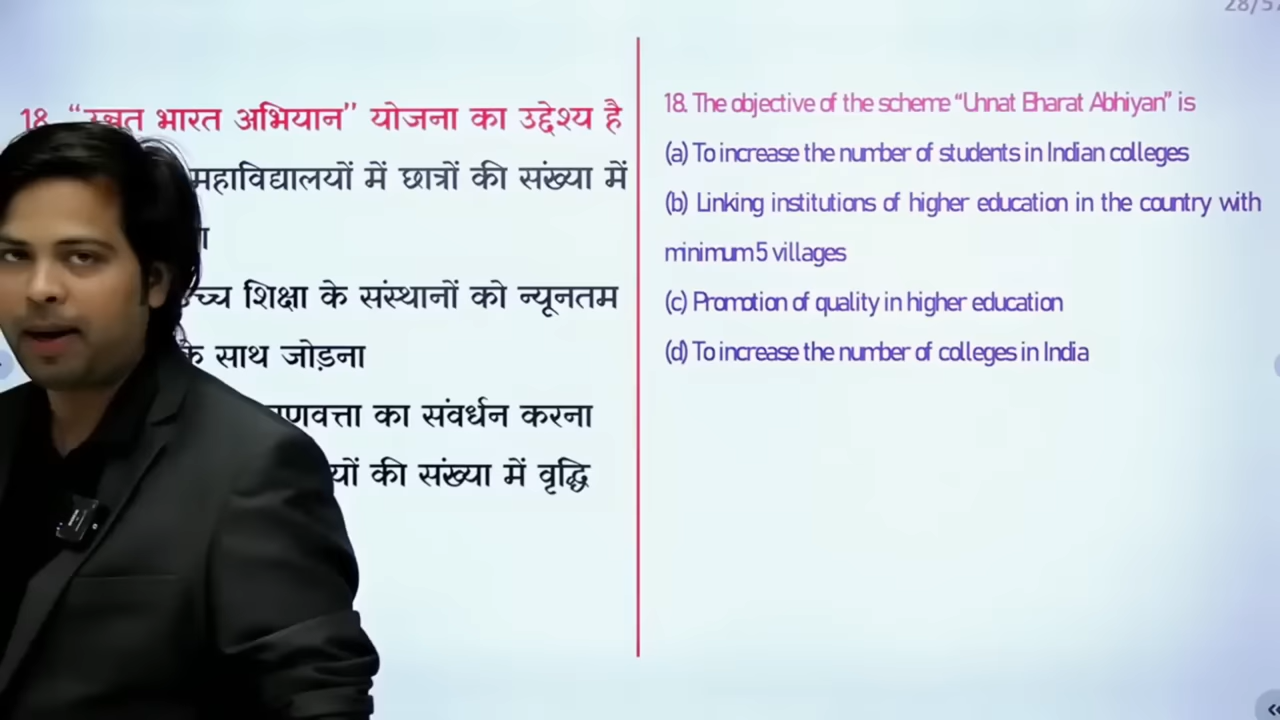 28/57
18. “उन्नत भारत अभियान” योजना का उद्देश्य है
महाविद्यालयों में छात्रों की संख्या में
उच्च शिक्षा के संस्थानों को न्यूनतम
के साथ जोड़ना
का संवर्धन करना
की संख्या में वृद्धि
18. The objective of the scheme “Unnat Bharat Abhiyan” is
(a) To increase the number of students in Indian colleges
(b) Linking institutions of higher education in the country with
minimum 5 villages
(c) Promotion of quality in higher education
(d) To increase the number of colleges in India